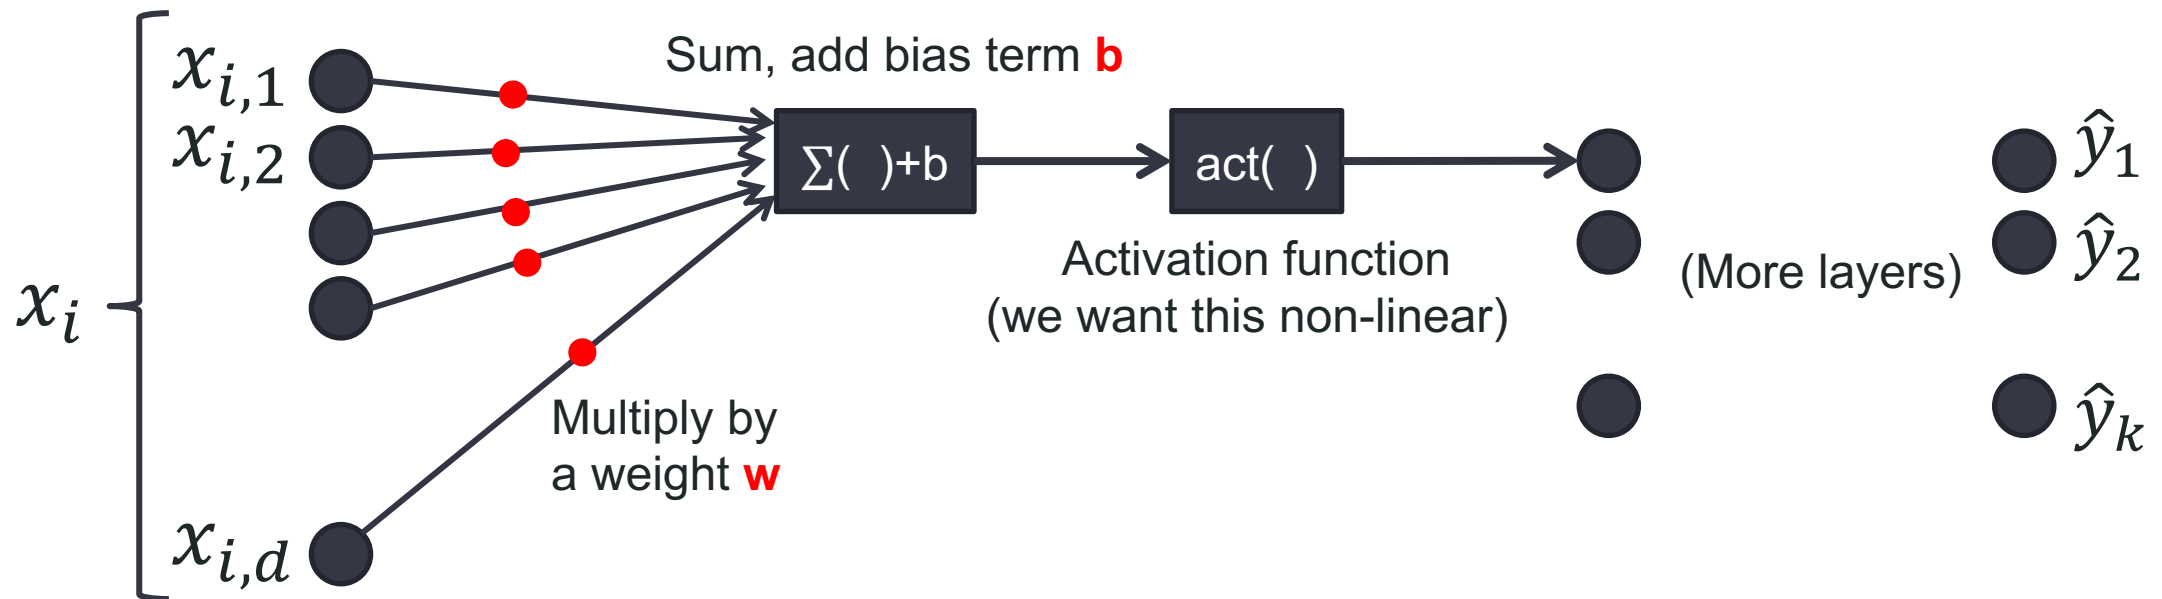 Sum, add bias term b
x_{i,1}
x_{i,2}
∑( )+b
act( )
ŷ_1
ŷ_2
Activation function
(we want this non-linear)
(More layers)
x_i
Multiply by
a weight w
ŷ_k
x_{i,d}